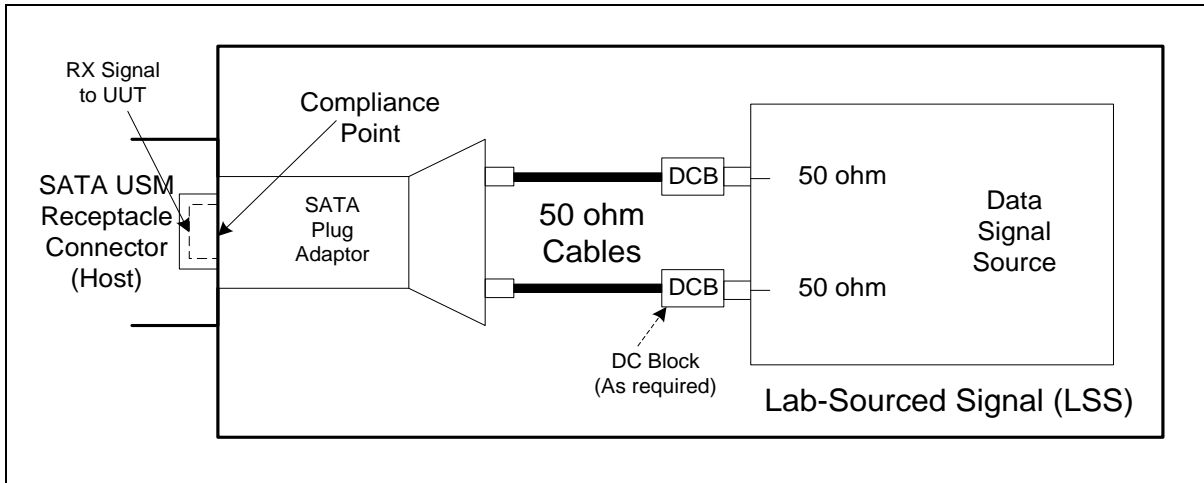 RX Signal
to UUT
Compliance
Point
SATA USM
Receptacle
Connector
(Host)
SATA
Plug
Adaptor
50 ohm
Cables
DCB
DCB
50 ohm
50 ohm
Data
Signal
Source
DC Block
(As required)
Lab-Sourced Signal (LSS)